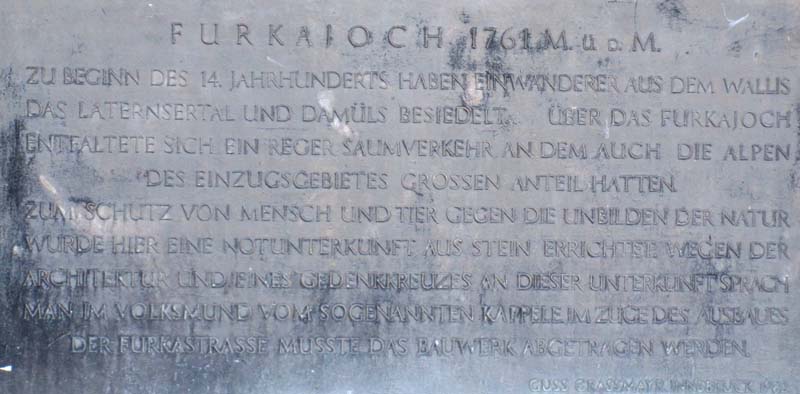 FURKAJOCH 1761 M. ü. D. M.
ZU BEGINN DES 14. JAHRHUNDERTS HABEN EINWANDERER AUS DEM WALLIS
DAS LATERNSERTAL UND DAMÜLS BESIEDELT. ÜBER DAS FURKAJOCH
ENTFALTETE SICH EIN REGER SAUMVERKEHR AN DEM AUCH DIE ALPEN
DES EINZUGSGEBIETES GROSSEN ANTEIL HATTEN.
ZUM SCHUTZ VON MENSCH UND TIER GEGEN DIE UNBILDEN DER NATUR
WURDE HIER EINE NOTUNTERKUNFT AUS STEIN ERRICHTET. WEGEN DER
ARCHITEKTUR UND EINES GEDENKKREUZES AN DIESER UNTERKUNFT SPRACH
MAN IM VOLKSMUND VOM SOGENANNTEN KAPPELE. IM ZUGE DES AUSBAUES
DER FURKASTRASSE MUSSTE DAS BAUWERK ABGETRAGEN WERDEN.
GUSS GRASSMAYR INNSBRUCK